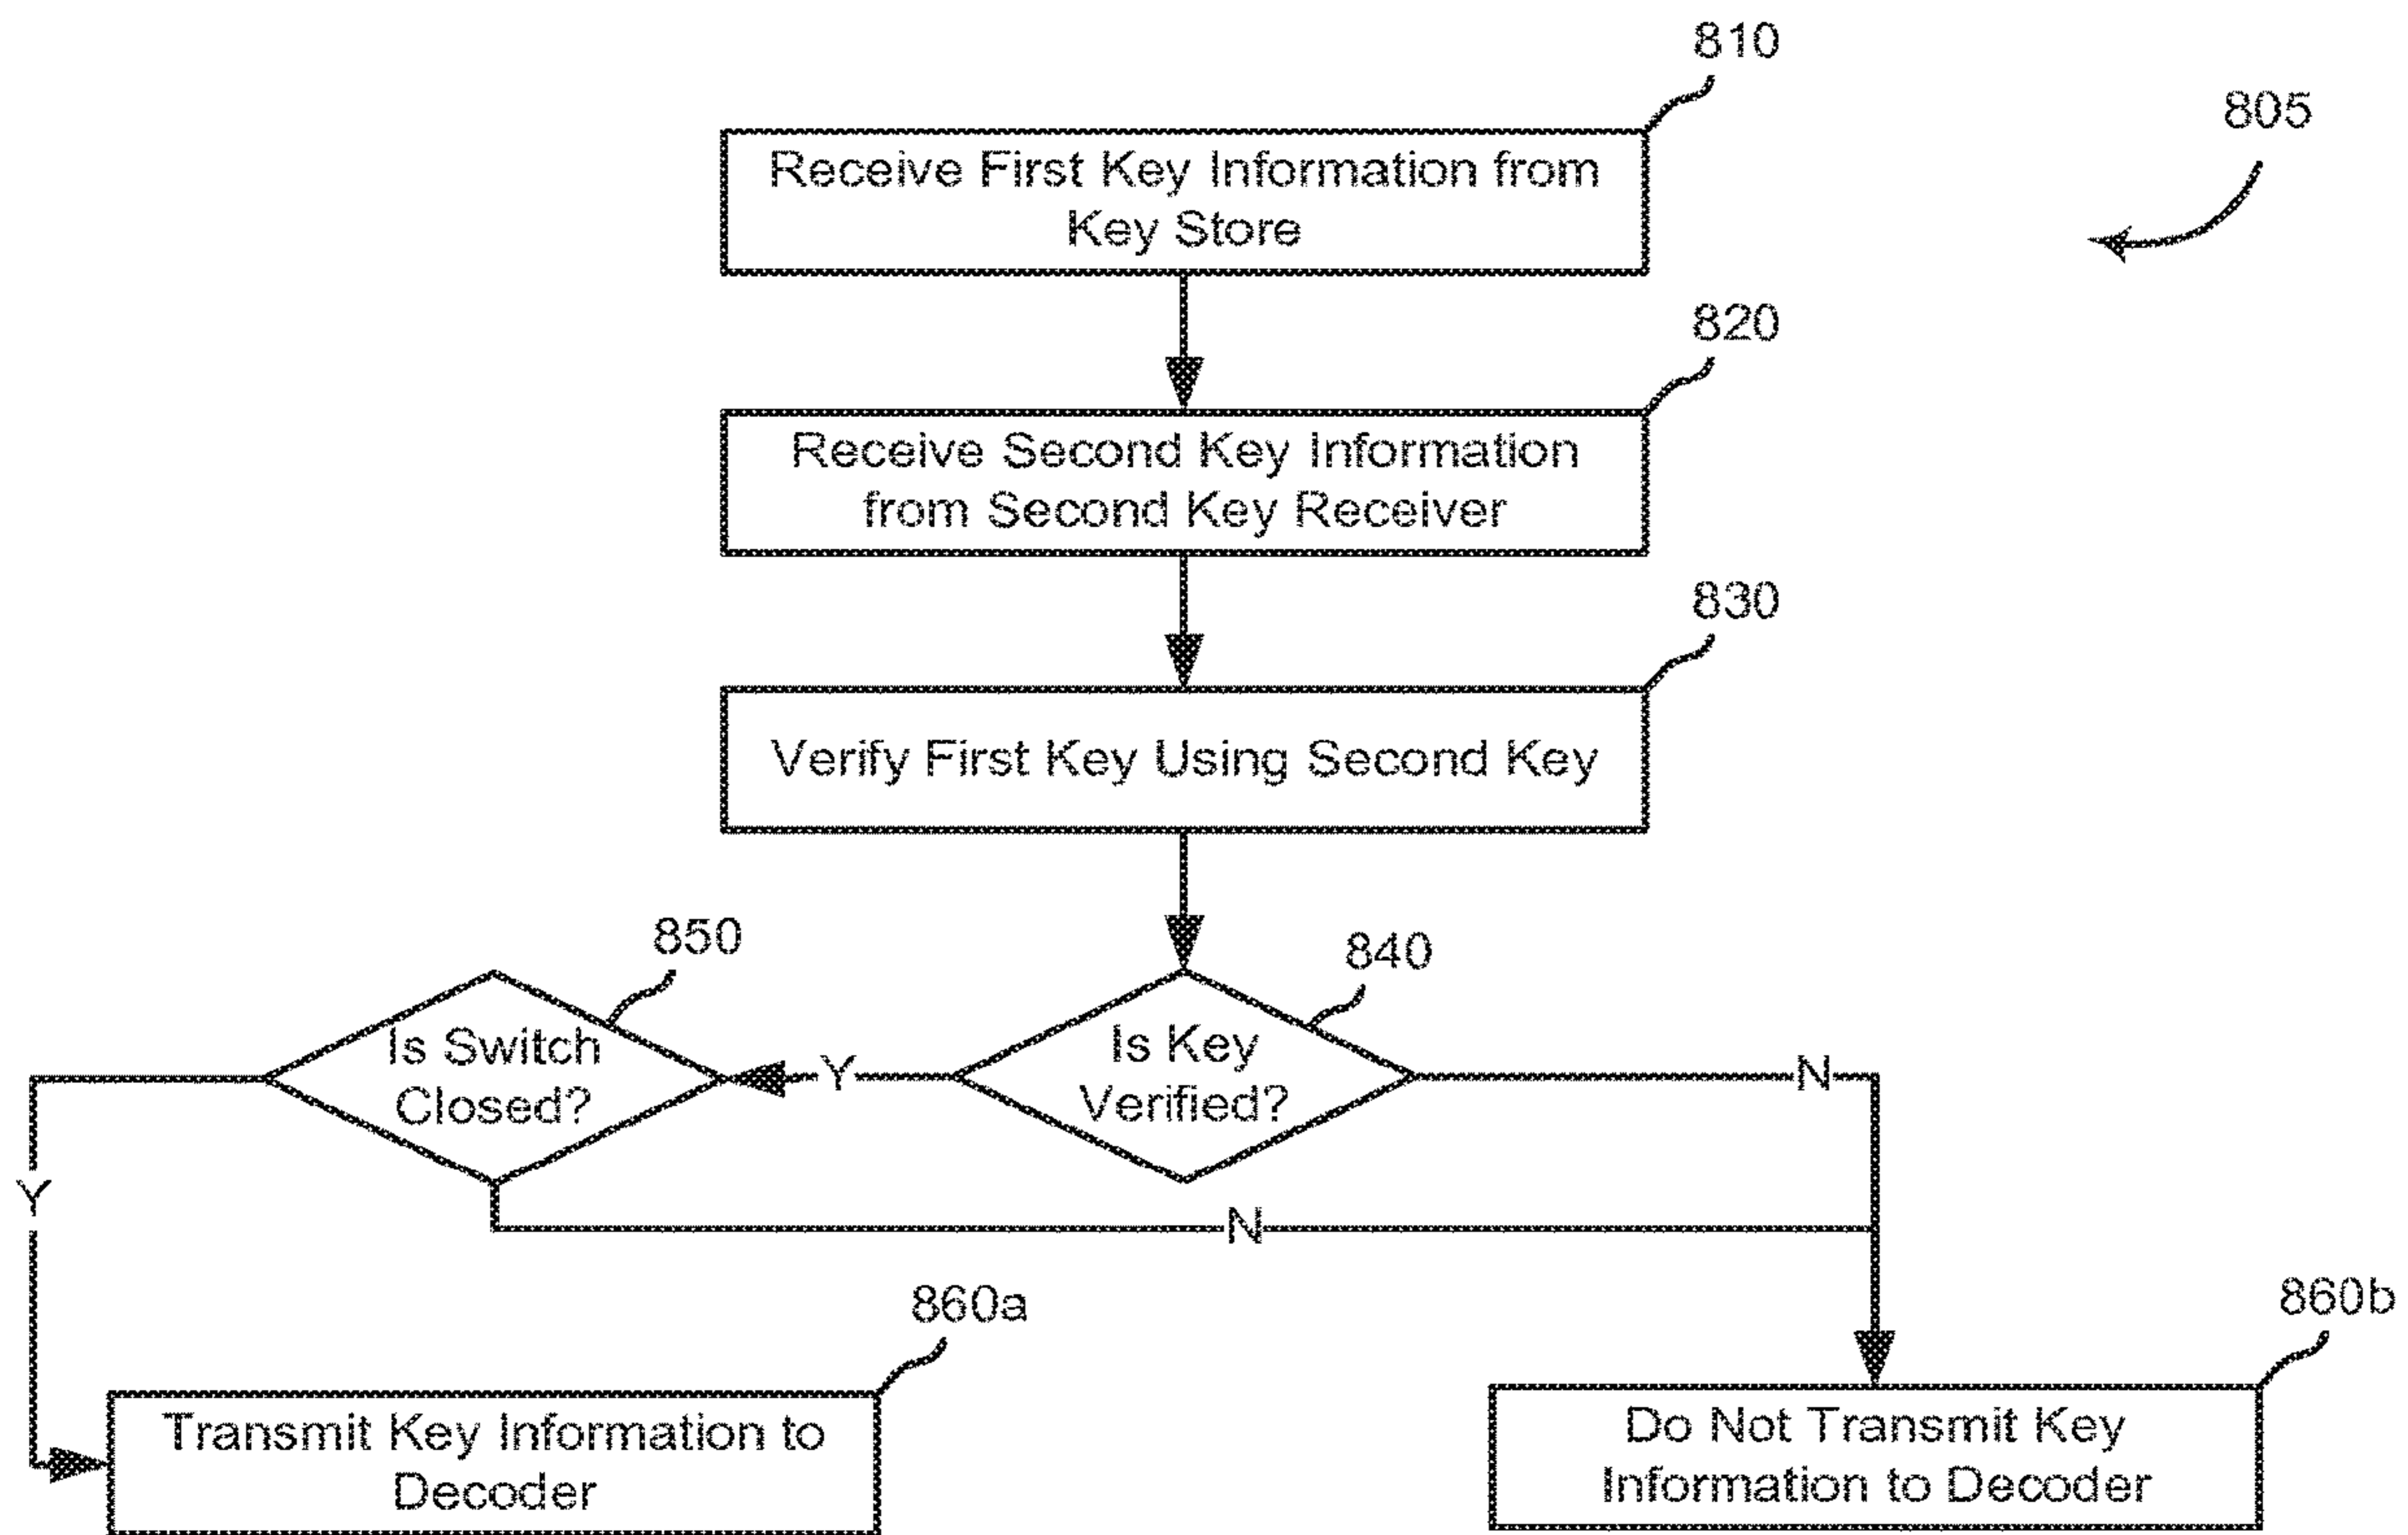 810
805
Receive First Key Information from
Key Store
820
Receive Second Key Information
from Second Key Receiver
830
Verify First Key Using Second Key
850
840
Is Switch
Closed?
Y
Is Key
Verified?
N
Y
N
860a
860b
Transmit Key Information to
Decoder
Do Not Transmit Key
Information to Decoder